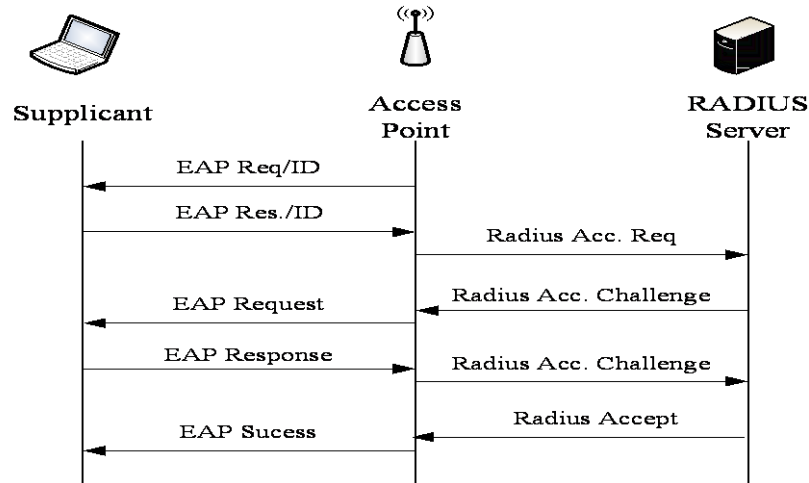 Supplicant
Access
Point
RADIUS
Server
EAP Req/ID
EAP Res./ID
Radius Acc. Req
Radius Acc. Challenge
EAP Request
EAP Response
Radius Acc. Challenge
Radius Accept
EAP Sucess